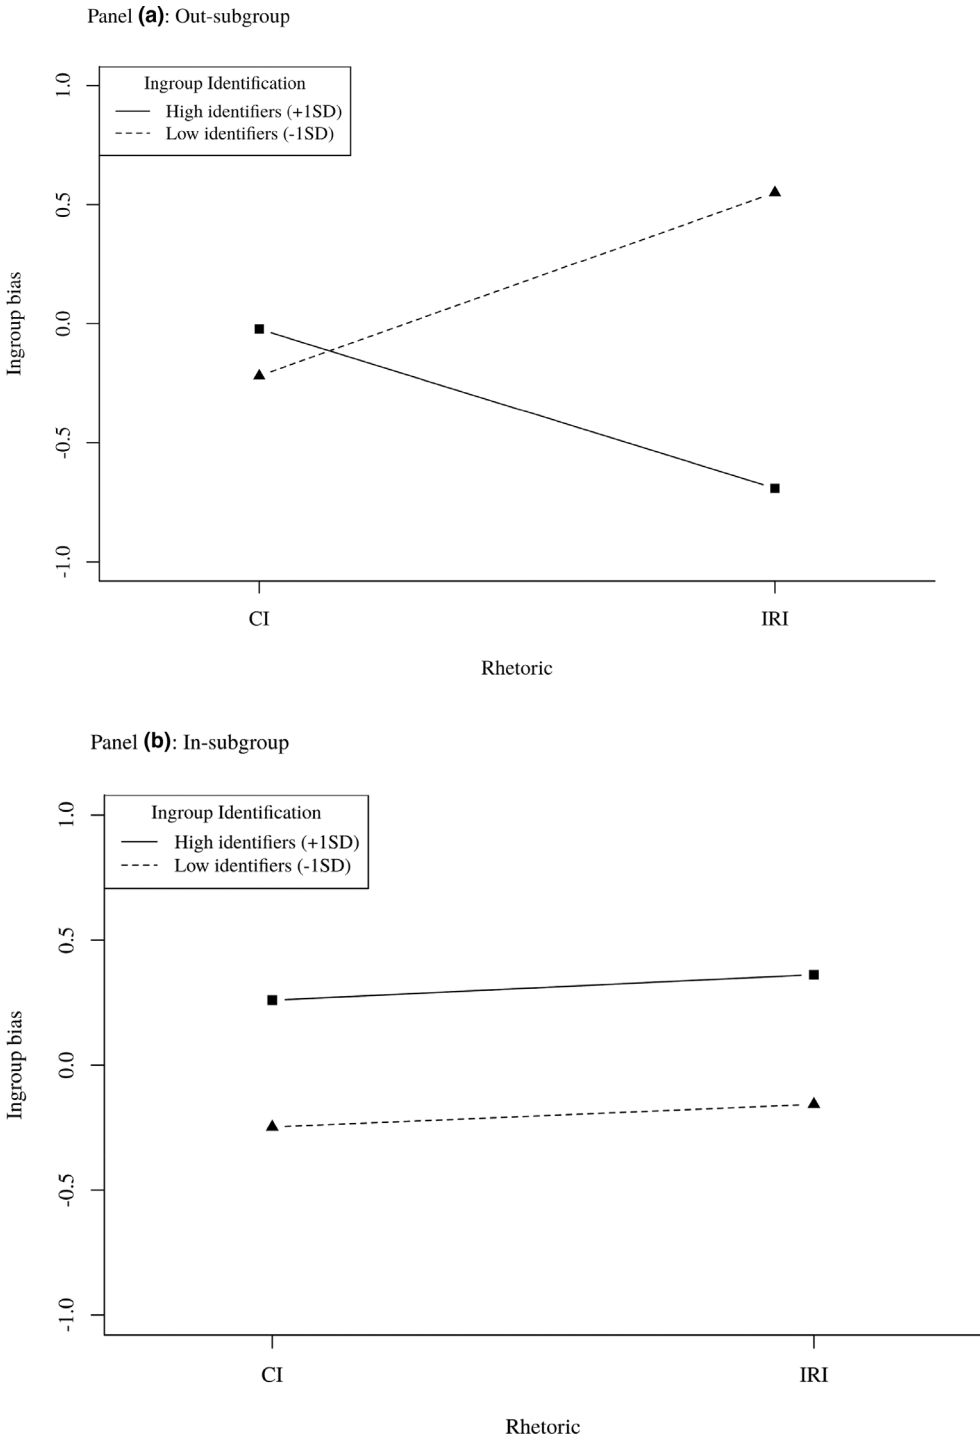 Panel (a): Out-subgroup
Ingroup Identification
High identifiers (+1SD)
Low identifiers (-1SD)
1.0
0.5
0.0
-0.5
-1.0
Ingroup bias
CI
IRI
Rhetoric
Panel (b): In-subgroup
Ingroup Identification
High identifiers (+1SD)
Low identifiers (-1SD)
1.0
0.5
0.0
-0.5
-1.0
Ingroup bias
CI
IRI
Rhetoric